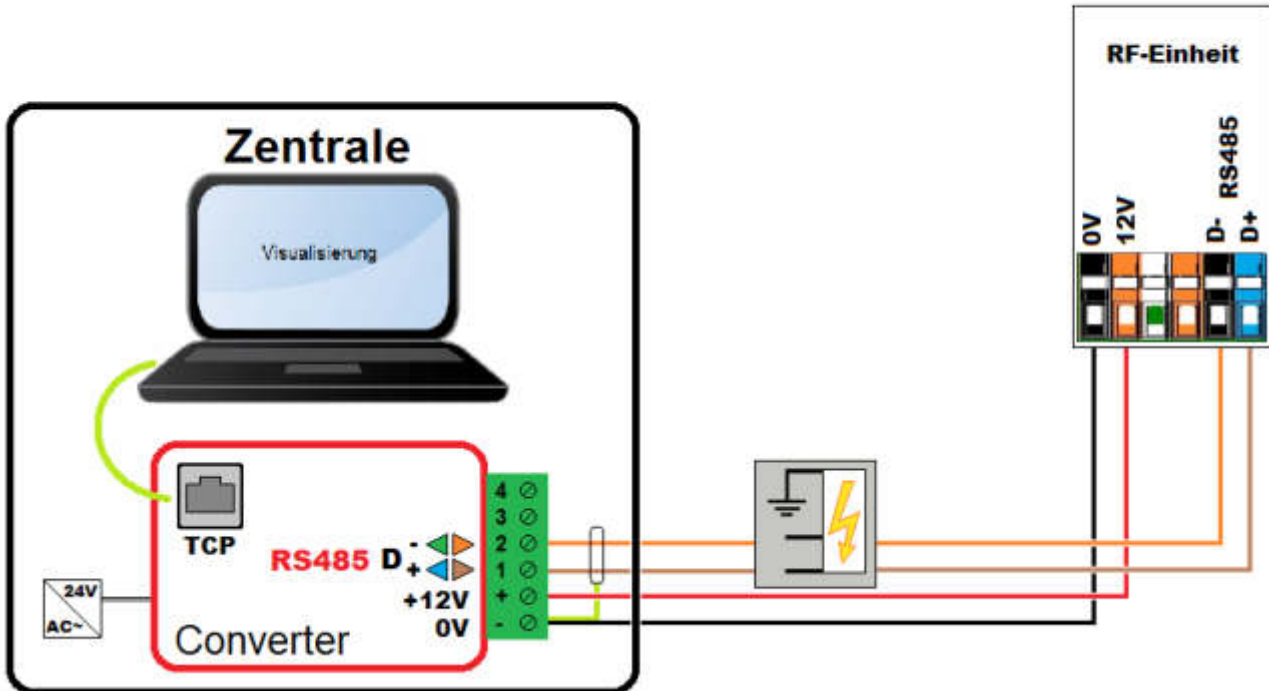 RF-Einheit
0V
12V
D-
RS485
D+
Zentrale
Visualisierung
TCP
RS485 D -
+
+12V
0V
4
3
2
1
+
-
24V
AC~
Converter